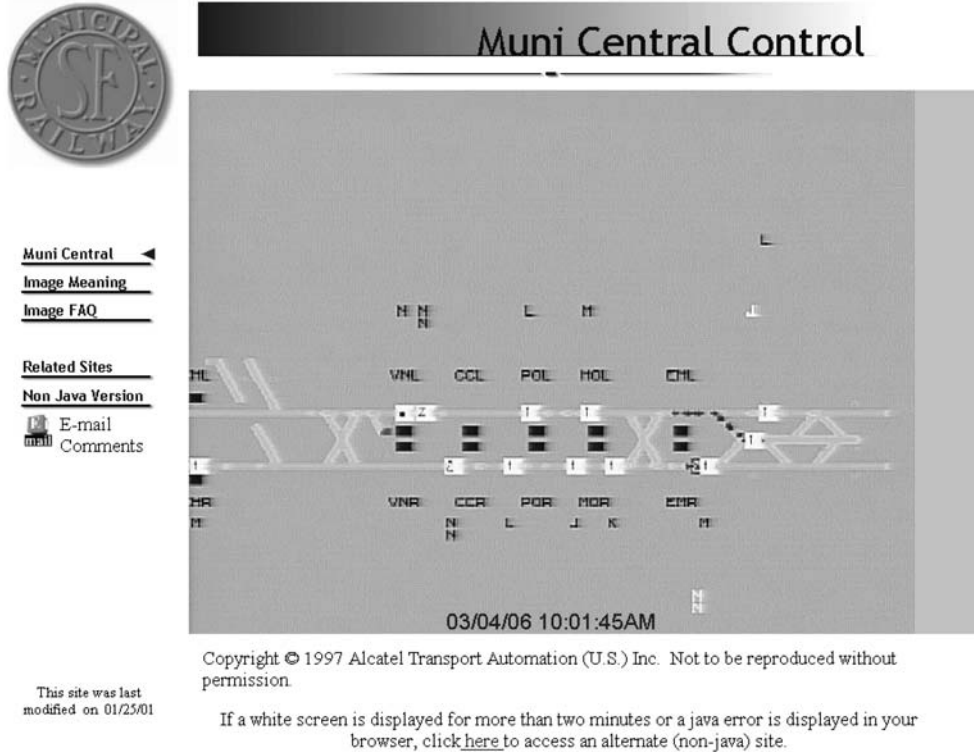 MUNICIPAL RAILWAY
SF
Muni Central Control
Muni Central
Image Meaning
Image FAQ
Related Sites
Non Java Version
E-mail
mail
Comments
L
N N L M J
N
VNL CCL POL MOL EML
2 1 1 1
1
1 1 1 1 1
VNR CCR POR MOR EMR
M N L J K M
N
N
N
03/04/06 10:01:45AM
Copyright © 1997 Alcatel Transport Automation (U.S.) Inc. Not to be reproduced without
permission.
This site was last
modified on 01/25/01
If a white screen is displayed for more than two minutes or a java error is displayed in your
browser, click here to access an alternate (non-java) site.